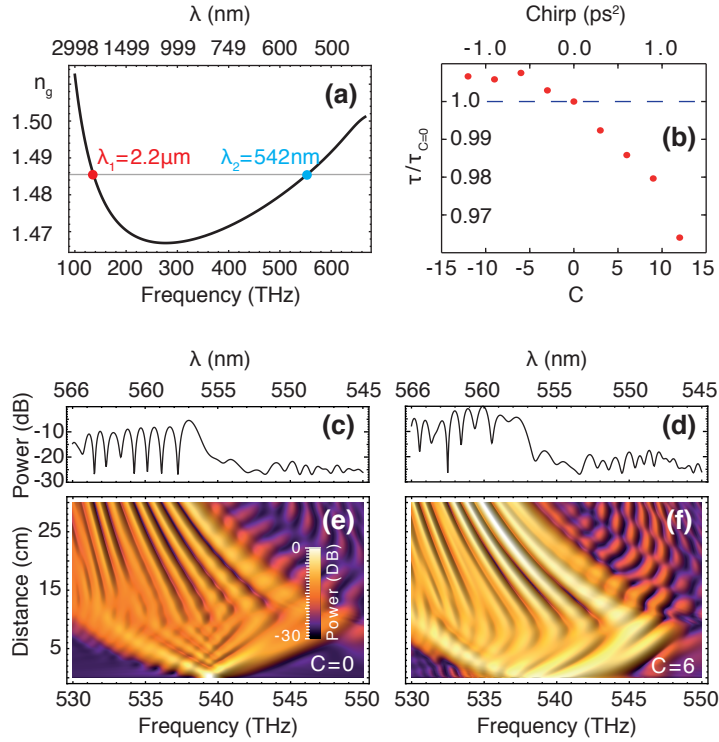 λ (nm)
2998 1499 999 749 600 500
n_g
(a)
1.50
1.49
1.48
1.47
λ₁=2.2μm
λ₂=542nm
100 200 300 400 500 600
Frequency (THz)
Chirp (ps²)
-1.0 0.0 1.0
τ/τ_C=0
1.0
0.99
0.98
0.97
(b)
-15 -10 -5 0 5 10 15
C
λ (nm)
566 560 555 550 545
Power (dB)
-10
-20
-30
(c)
λ (nm)
566 560 555 550 545
(d)
Distance (cm)
25
15
5
(e)
0
-30
Power (DB)
C=0
530 535 540 545 550
Frequency (THz)
(f)
C=6
530 535 540 545 550
Frequency (THz)